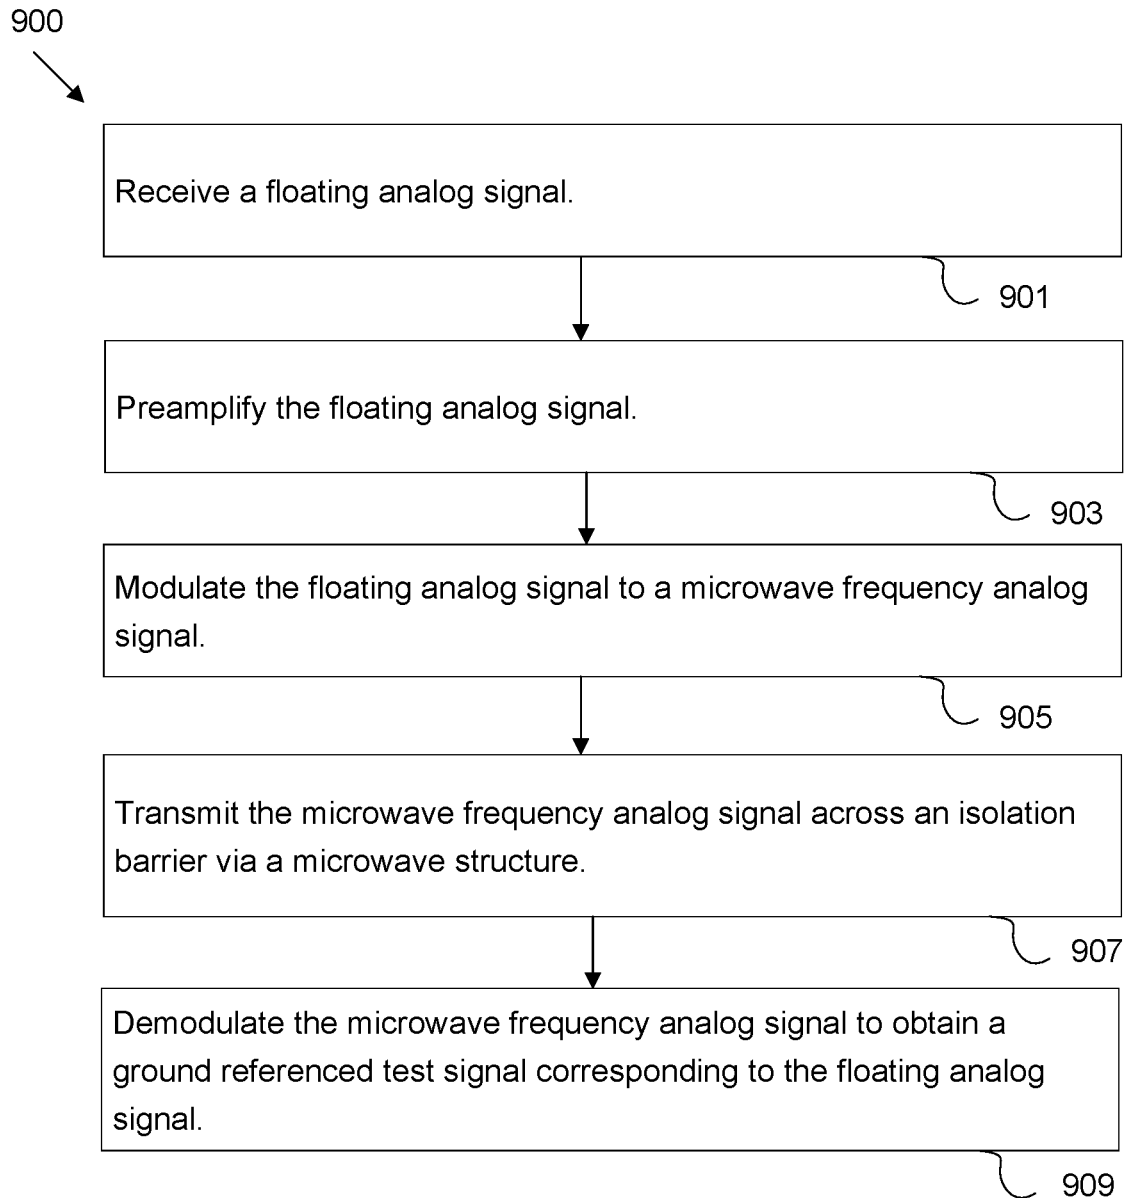 900
Receive a floating analog signal.
901
Preamplify the floating analog signal.
903
Modulate the floating analog signal to a microwave frequency analog
signal.
905
Transmit the microwave frequency analog signal across an isolation
barrier via a microwave structure.
907
Demodulate the microwave frequency analog signal to obtain a
ground referenced test signal corresponding to the floating analog
signal.
909